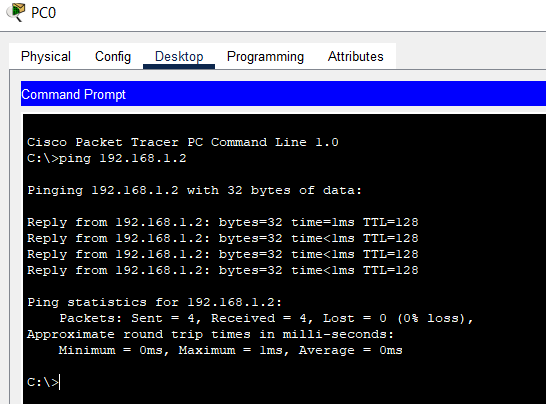 PC0
Physical Config Desktop Programming Attributes
Command Prompt
Cisco Packet Tracer PC Command Line 1.0
C:\>ping 192.168.1.2
Pinging 192.168.1.2 with 32 bytes of data:
Reply from 192.168.1.2: bytes=32 time=1ms TTL=128
Reply from 192.168.1.2: bytes=32 time<1ms TTL=128
Reply from 192.168.1.2: bytes=32 time<1ms TTL=128
Reply from 192.168.1.2: bytes=32 time<1ms TTL=128
Ping statistics for 192.168.1.2:
Packets: Sent = 4, Received = 4, Lost = 0 (0% loss),
Approximate round trip times in milli-seconds:
Minimum = 0ms, Maximum = 1ms, Average = 0ms
C:\>